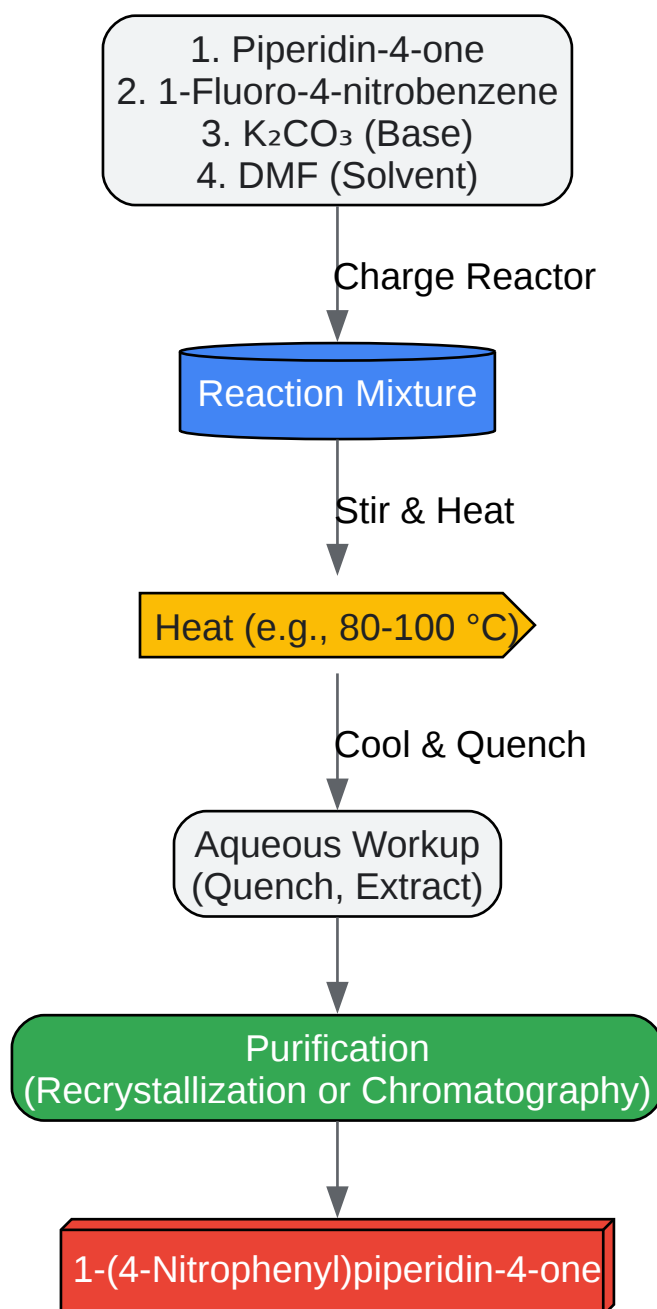 1. Piperidin-4-one
2. 1-Fluoro-4-nitrobenzene
3. K₂CO₃ (Base)
4. DMF (Solvent)
Charge Reactor
Reaction Mixture
Stir & Heat
Heat (e.g., 80-100 °C)
Cool & Quench
Aqueous Workup
(Quench, Extract)
Purification
(Recrystallization or Chromatography)
1-(4-Nitrophenyl)piperidin-4-one